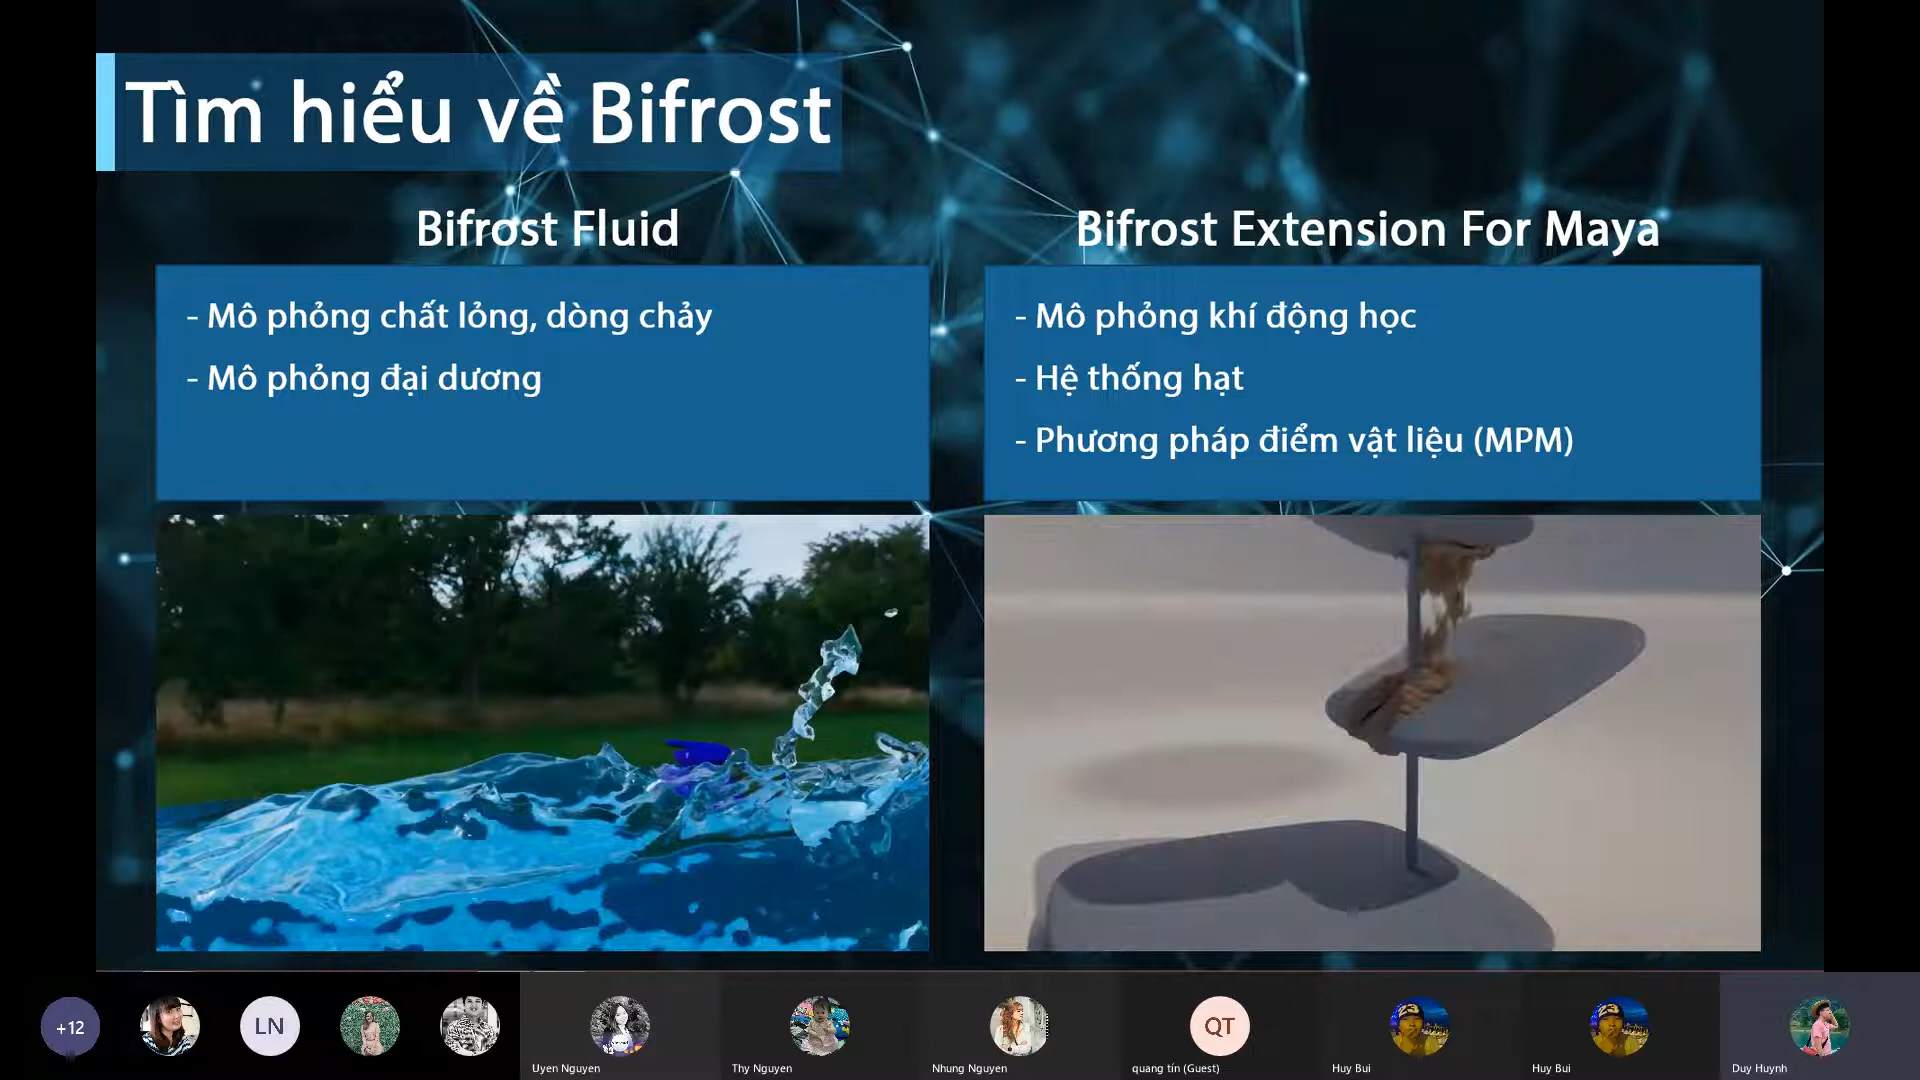 Tìm hiểu về Bifrost
Bifrost Fluid
- Mô phỏng chất lỏng, dòng chảy
- Mô phỏng đại dương
Bifrost Extension For Maya
- Mô phỏng khí động học
- Hệ thống hạt
- Phương pháp điểm vật liệu (MPM)
+12
LN
QT
23
23
Uyen Nguyen
Thy Nguyen
Nhung Nguyen
quang tín (Guest)
Huy Bui
Huy Bui
Duy Huynh